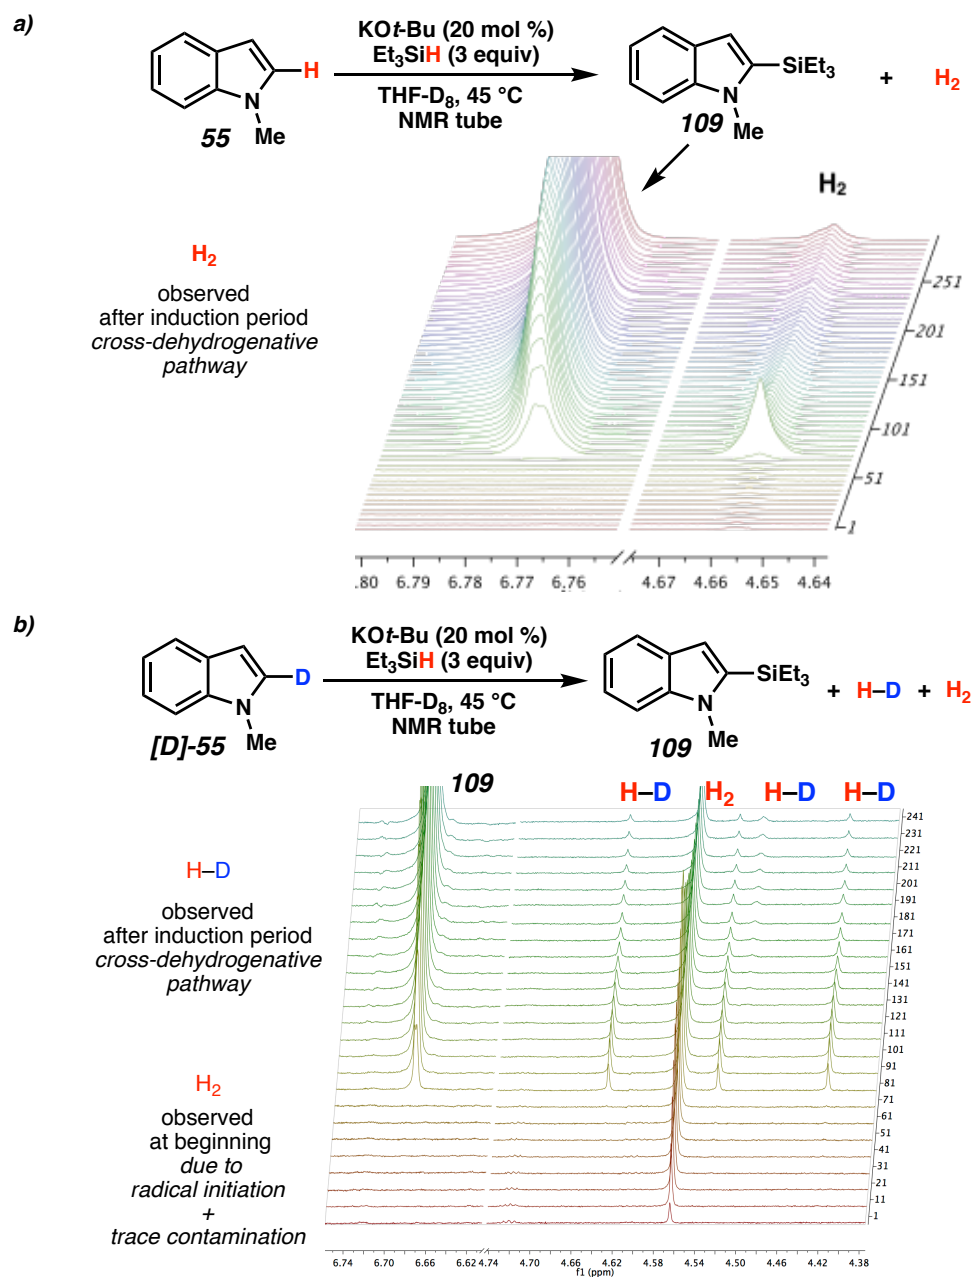 a)
KOt-Bu (20 mol %)
Et3SiH (3 equiv)
THF-D8, 45 °C
NMR tube
H
N
Me
55
SiEt3
N
Me
109
+ H2
H2
H2
observed
after induction period
cross-dehydrogenative
pathway
251
201
151
101
51
1
.80 6.79 6.78 6.77 6.76 4.67 4.66 4.65 4.64
b)
KOt-Bu (20 mol %)
Et3SiH (3 equiv)
THF-D8, 45 °C
NMR tube
D
N
Me
[D]-55
SiEt3
N
Me
109
+ H–D + H2
109 H–D H2 H–D H–D
H–D
observed
after induction period
cross-dehydrogenative
pathway
H2
observed
at beginning
due to
radical initiation
+
trace contamination
241
231
221
211
201
191
181
171
161
151
141
131
121
111
101
91
81
71
61
51
41
31
21
11
1
6.74 6.70 6.66 6.62 4.74 4.70 4.66 4.62 4.58 4.54 4.50 4.46 4.42 4.38
f1 (ppm)